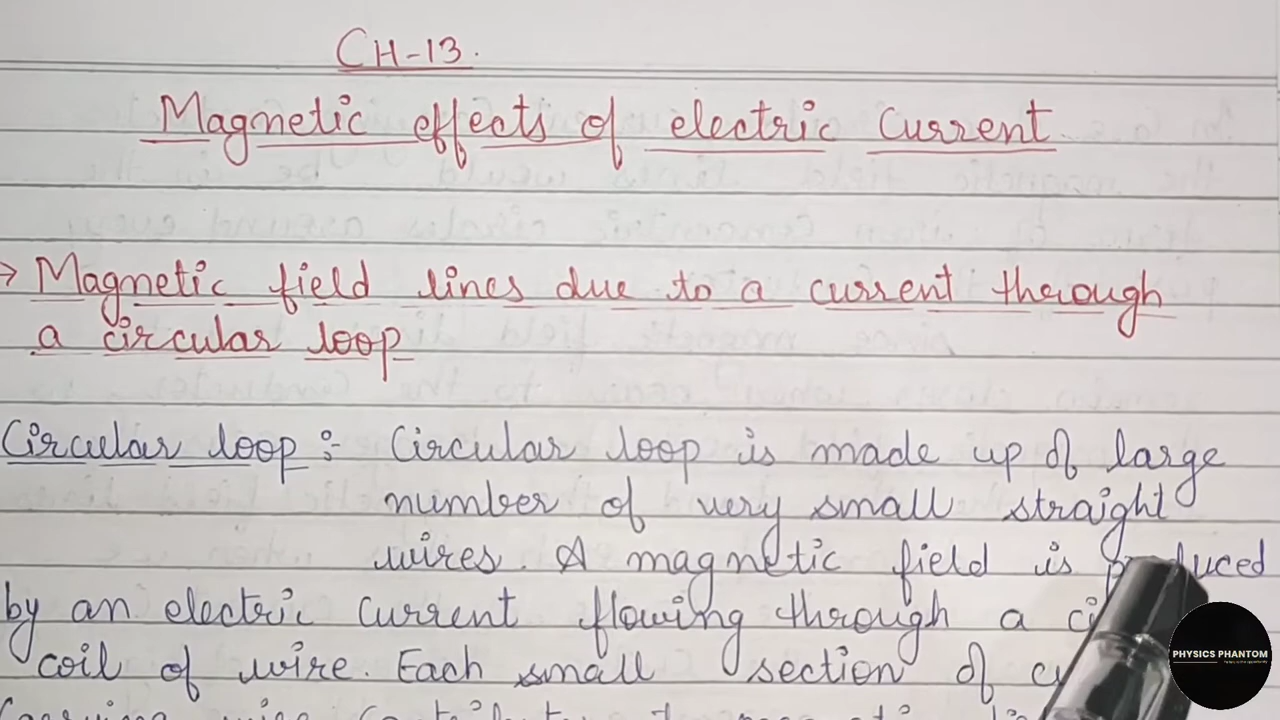 CH-13.
Magnetic effects of electric Current
→ Magnetic field lines due to a current through
a circular loop
Circular loop :- Circular loop is made up of large
number of very small straight
wires. A magnetic field is produced
by an electric current flowing through a
coil of wire. Each small section of
PHYSICS PHANTOM